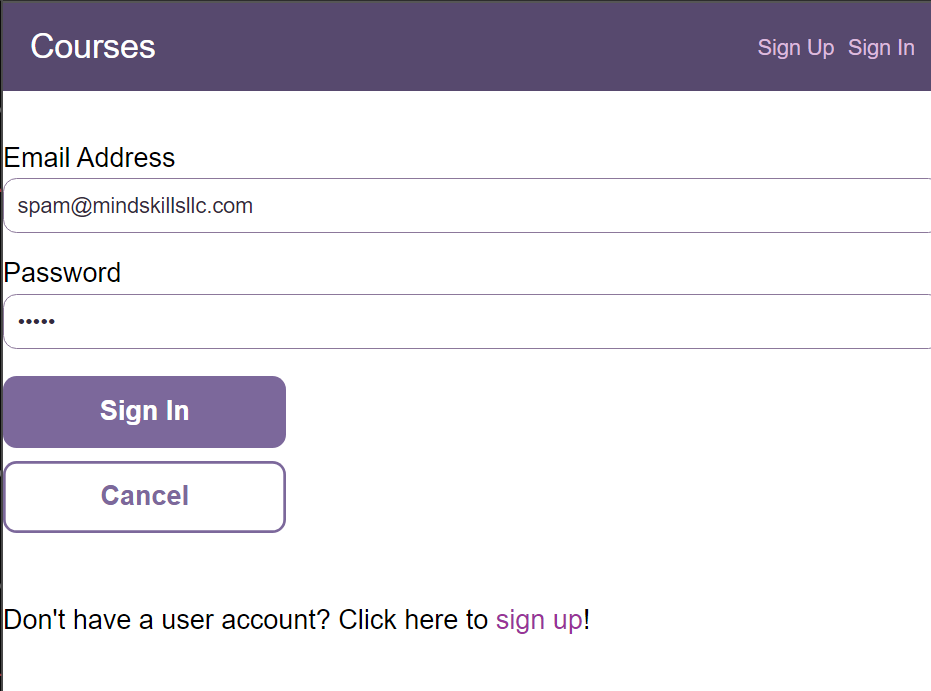 Courses Sign Up Sign In
Email Address
spam@mindskillsllc.com
Password
•••••
Sign In
Cancel
Don't have a user account? Click here to sign up!